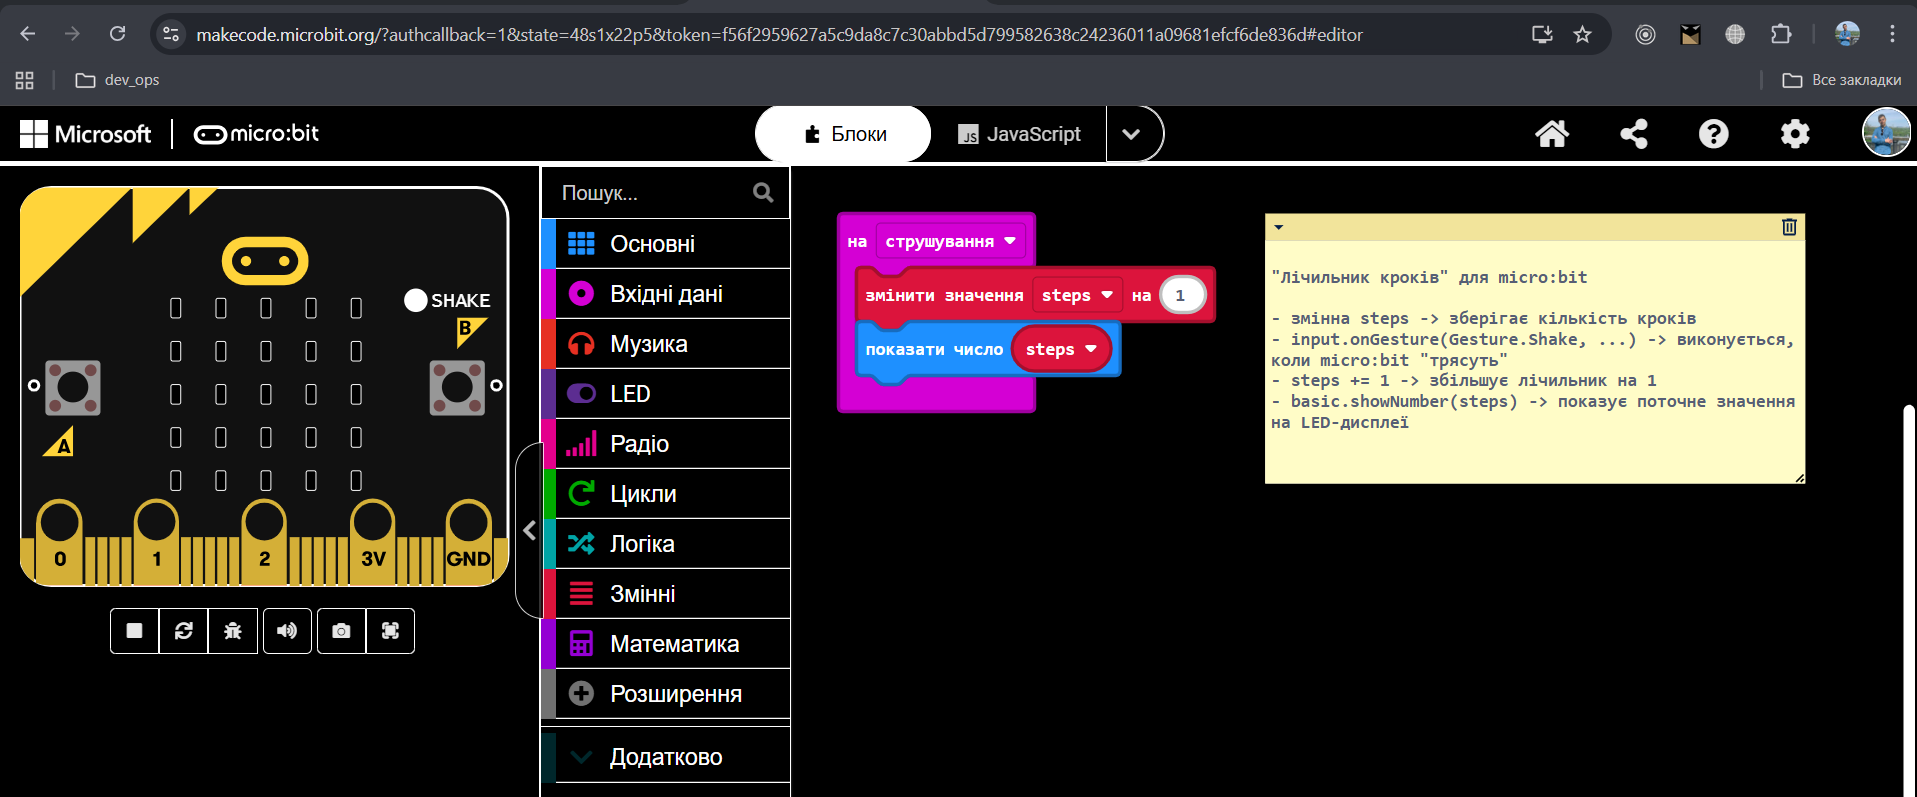 makecode.microbit.org/?authcallback=1&state=48s1x22p5&token=f56f2959627a5c9da8c7c30abbd5d799582638c24236011a09681efcf6de836d#editor
dev_ops
Все закладки
Microsoft
micro:bit
Блоки
JS JavaScript
SHAKE
B
A
0 1 2 3V GND
Пошук...
Основні
Вхідні дані
Музика
LED
Радіо
Цикли
Логіка
Змінні
Математика
Розширення
Додатково
на струшування
змінити значення steps на 1
показати число steps
"Лічильник кроків" для micro:bit
- змінна steps -> зберігає кількість кроків
- input.onGesture(Gesture.Shake, ...) -> виконується,
коли micro:bit "трясуть"
- steps += 1 -> збільшує лічильник на 1
- basic.showNumber(steps) -> показує поточне значення
на LED-дисплеї